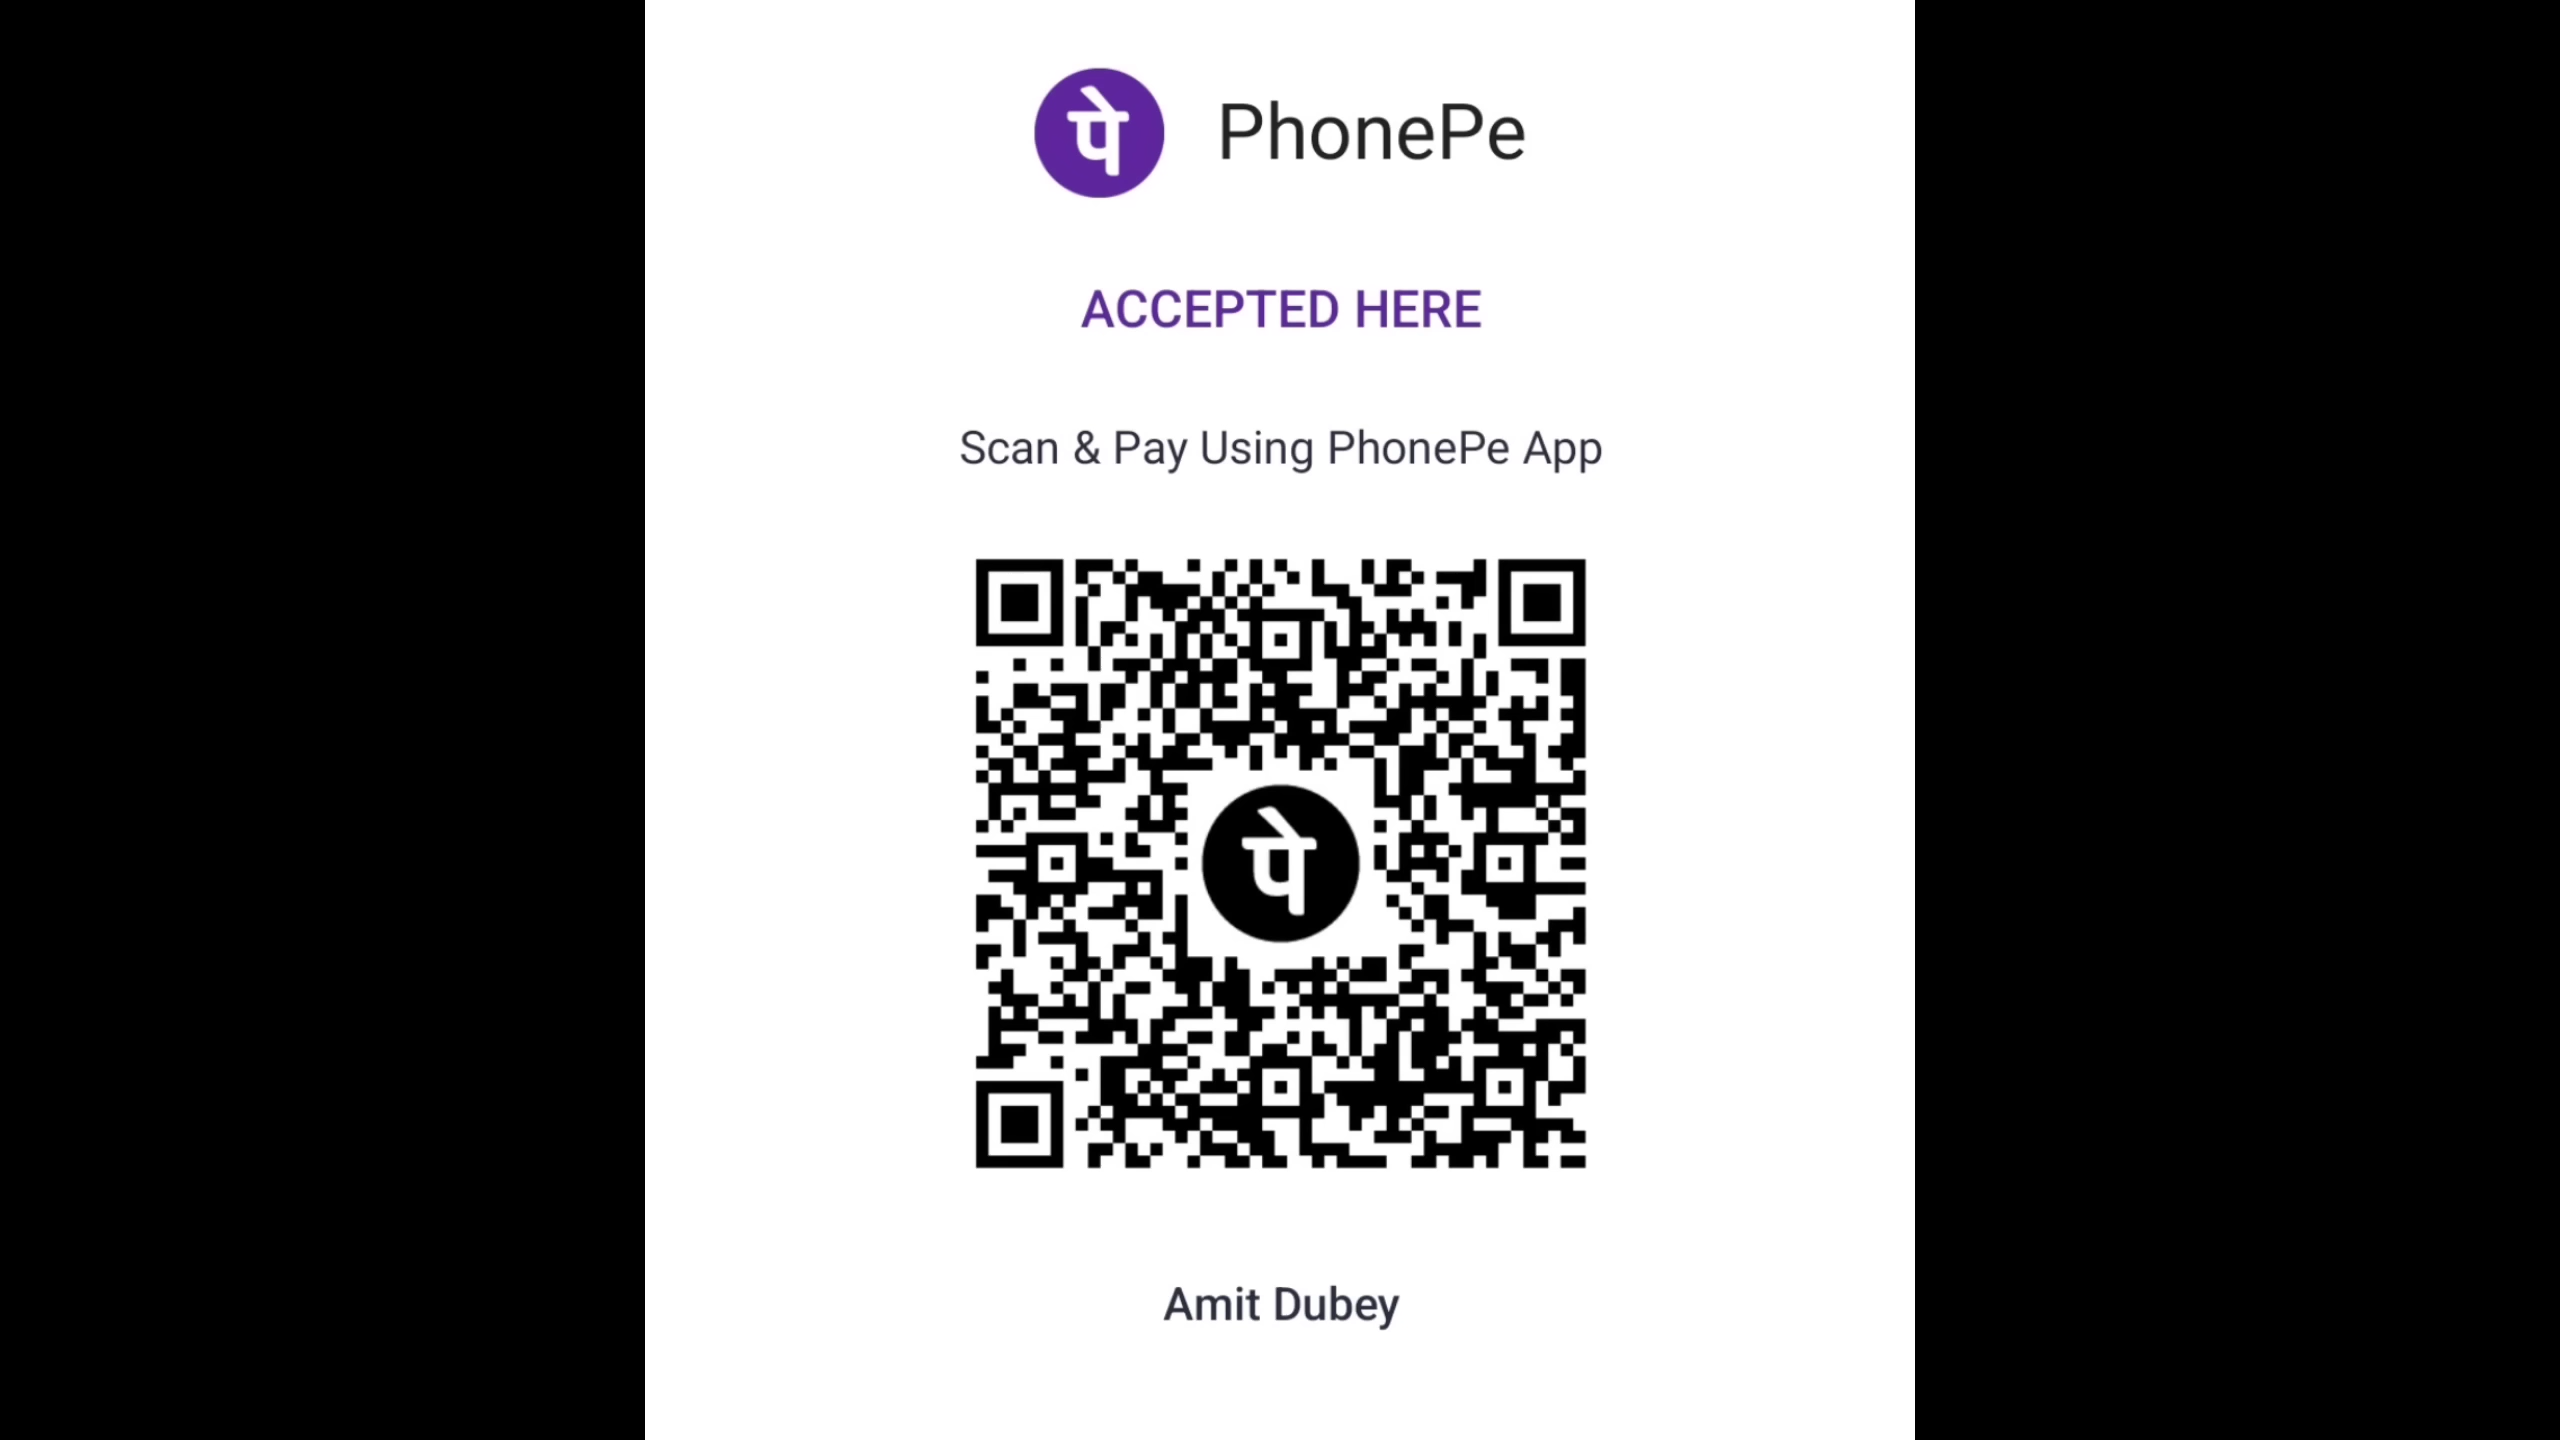 पे PhonePe
ACCEPTED HERE
Scan & Pay Using PhonePe App
पे
Amit Dubey